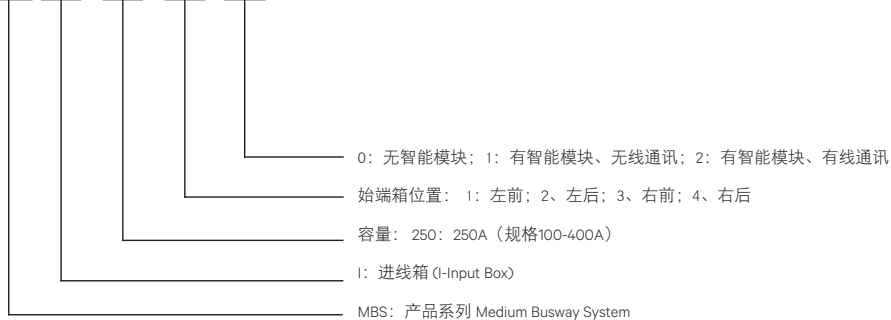 0：无智能模块；1：有智能模块、无线通讯；2：有智能模块、有线通讯
始端箱位置： 1：左前；2、左后；3、右前；4、右后
容量： 250：250A（规格100-400A）
I：进线箱 (I-Input Box)
MBS：产品系列 Medium Busway System